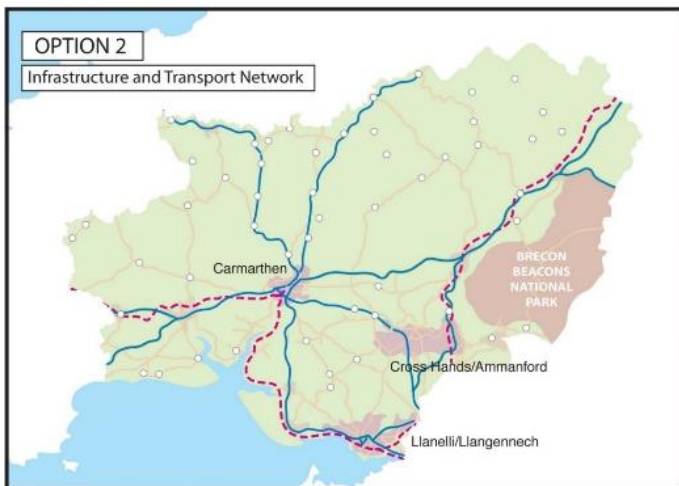 OPTION 2
Infrastructure and Transport Network
Carmarthen
BRECON
BEACONS
NATIONAL
PARK
Cross Hands/Ammanford
Llanelli/Llangennech